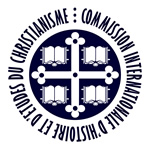 COMMISSION INTERNATIONALE D'HISTOIRE ET D'ETUDES DU CHRISTIANISME :